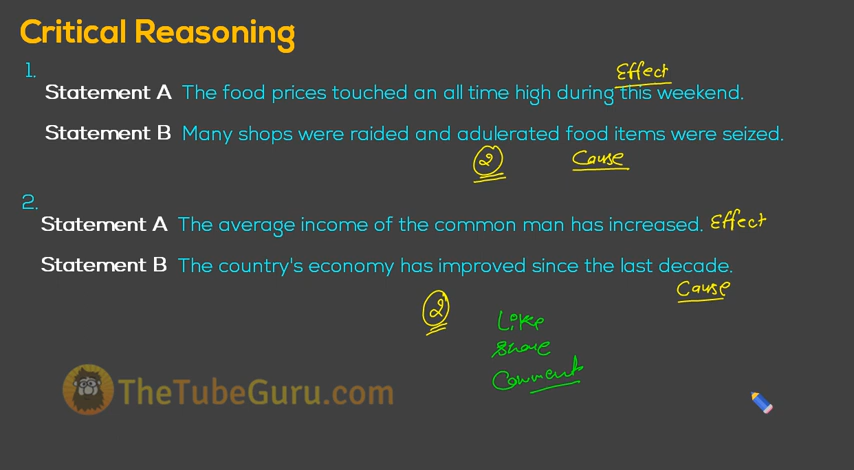 Critical Reasoning
1.
Effect
Statement A The food prices touched an all time high during this weekend.
Statement B Many shops were raided and adulterated food items were seized.
2
Cause
2.
Statement A The average income of the common man has increased. Effect
Statement B The country's economy has improved since the last decade.
Cause
2
Like
Share
Comment
TheTubeGuru.com